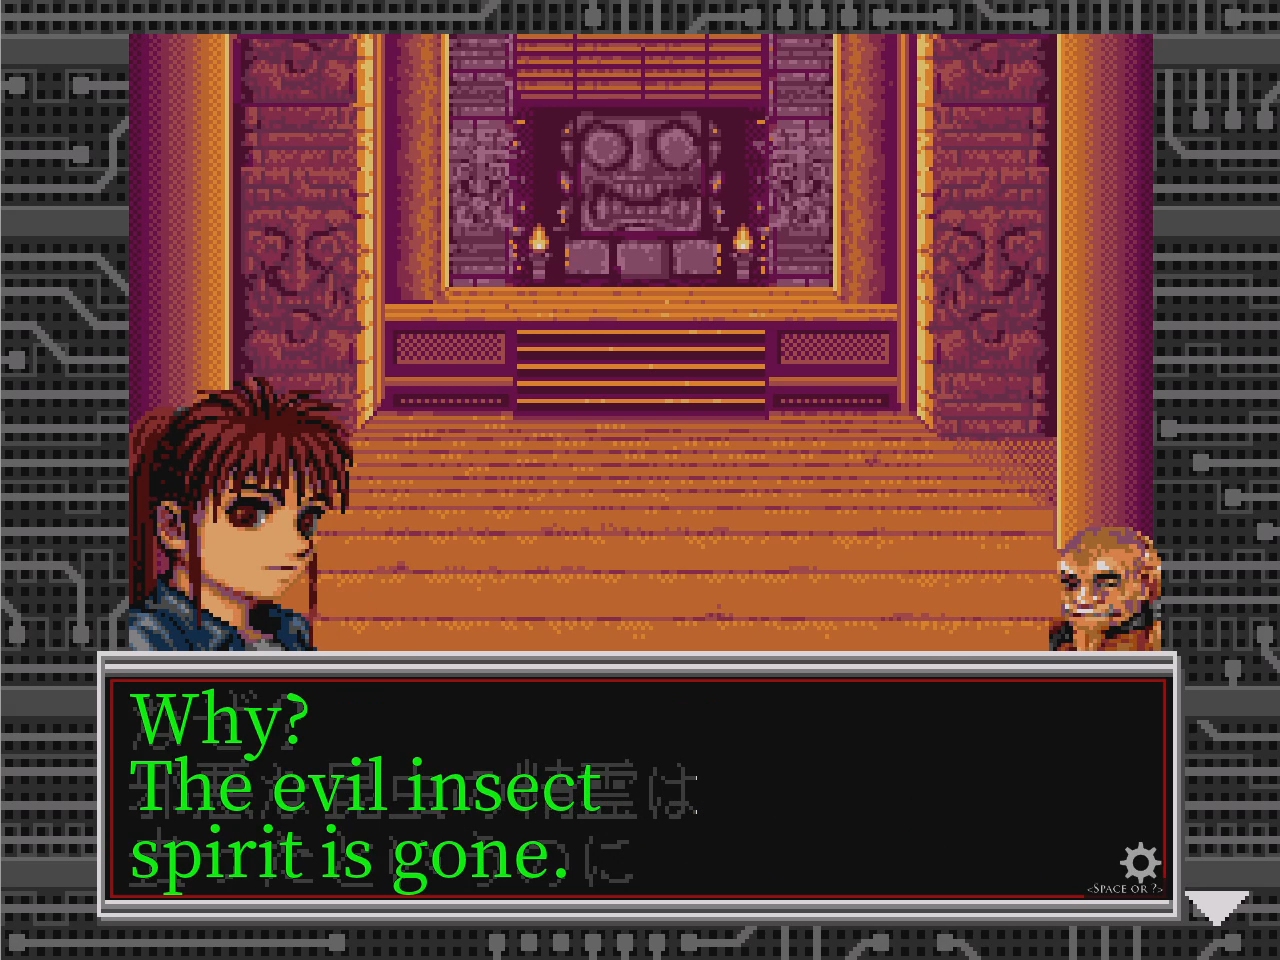 Why?
The evil insect
spirit is gone.
<SPACE OR ?>